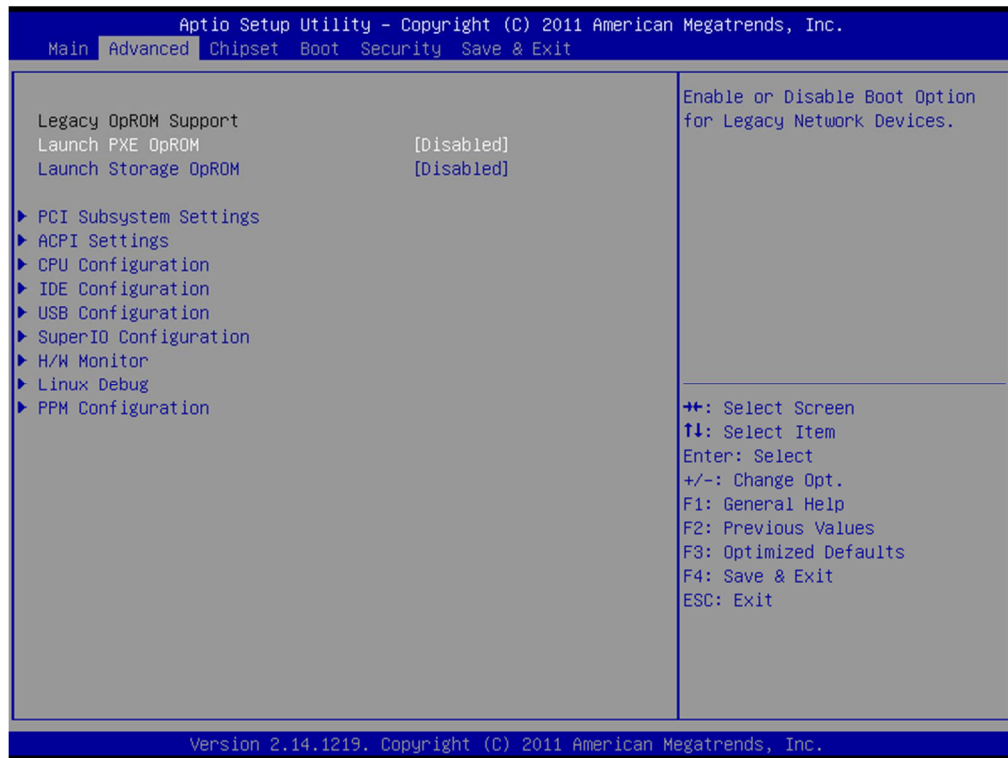 Aptio Setup Utility – Copyright (C) 2011 American Megatrends, Inc.
Main Advanced Chipset Boot Security Save & Exit
Legacy OpROM Support
Launch PXE OpROM [Disabled]
Launch Storage OpROM [Disabled]
▶ PCI Subsystem Settings
▶ ACPI Settings
▶ CPU Configuration
▶ IDE Configuration
▶ USB Configuration
▶ SuperIO Configuration
▶ H/W Monitor
▶ Linux Debug
▶ PPM Configuration
Enable or Disable Boot Option
for Legacy Network Devices.
→←: Select Screen
↑↓: Select Item
Enter: Select
+/-: Change Opt.
F1: General Help
F2: Previous Values
F3: Optimized Defaults
F4: Save & Exit
ESC: Exit
Version 2.14.1219. Copyright (C) 2011 American Megatrends, Inc.